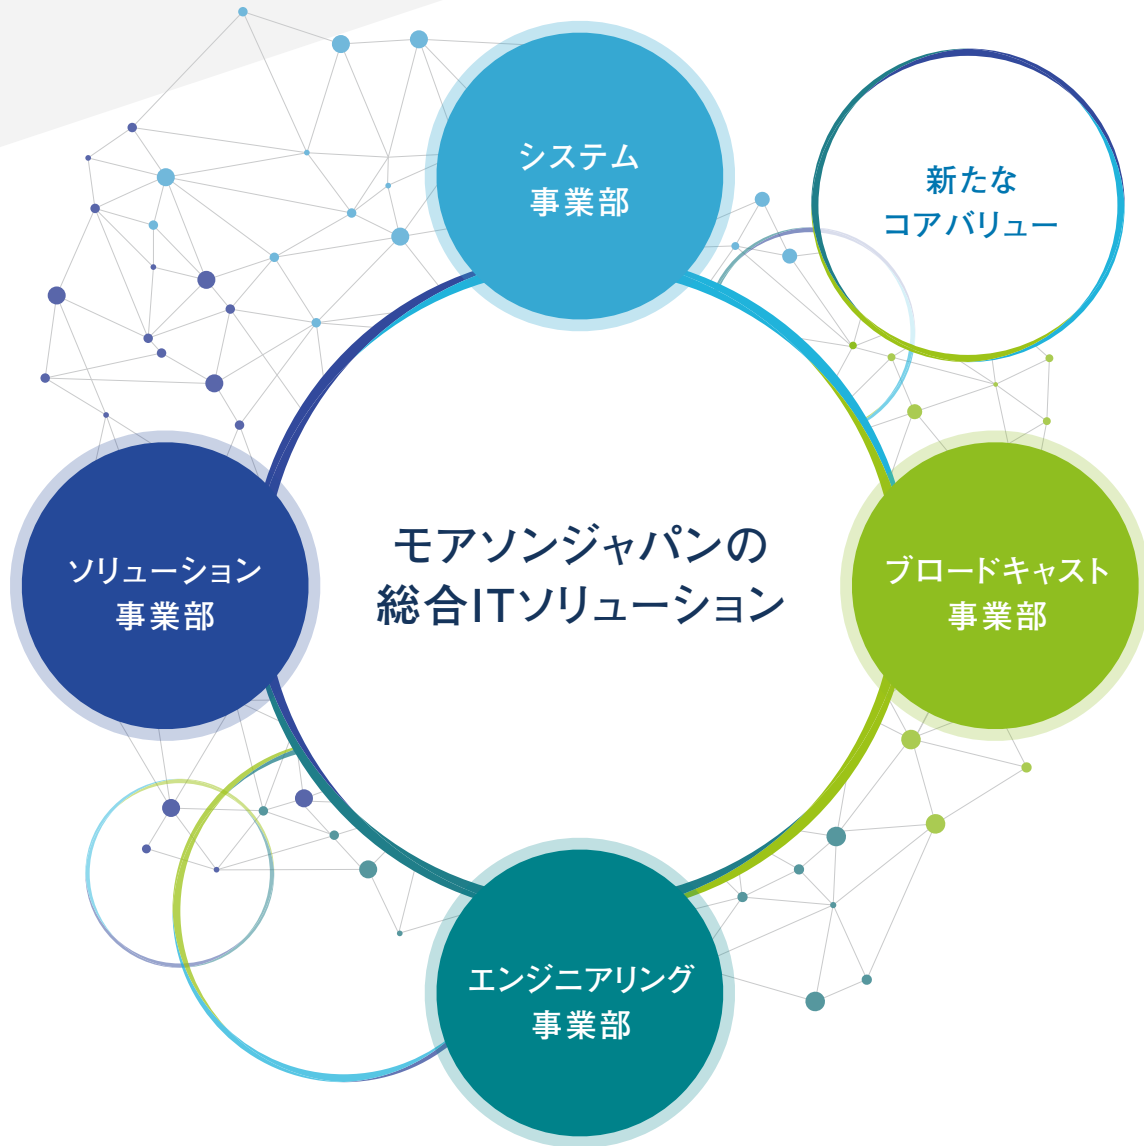 システム
事業部
新たな
コアバリュー
モアソンジャパンの
総合ITソリューション
ソリューション
事業部
ブロードキャスト
事業部
エンジニアリング
事業部